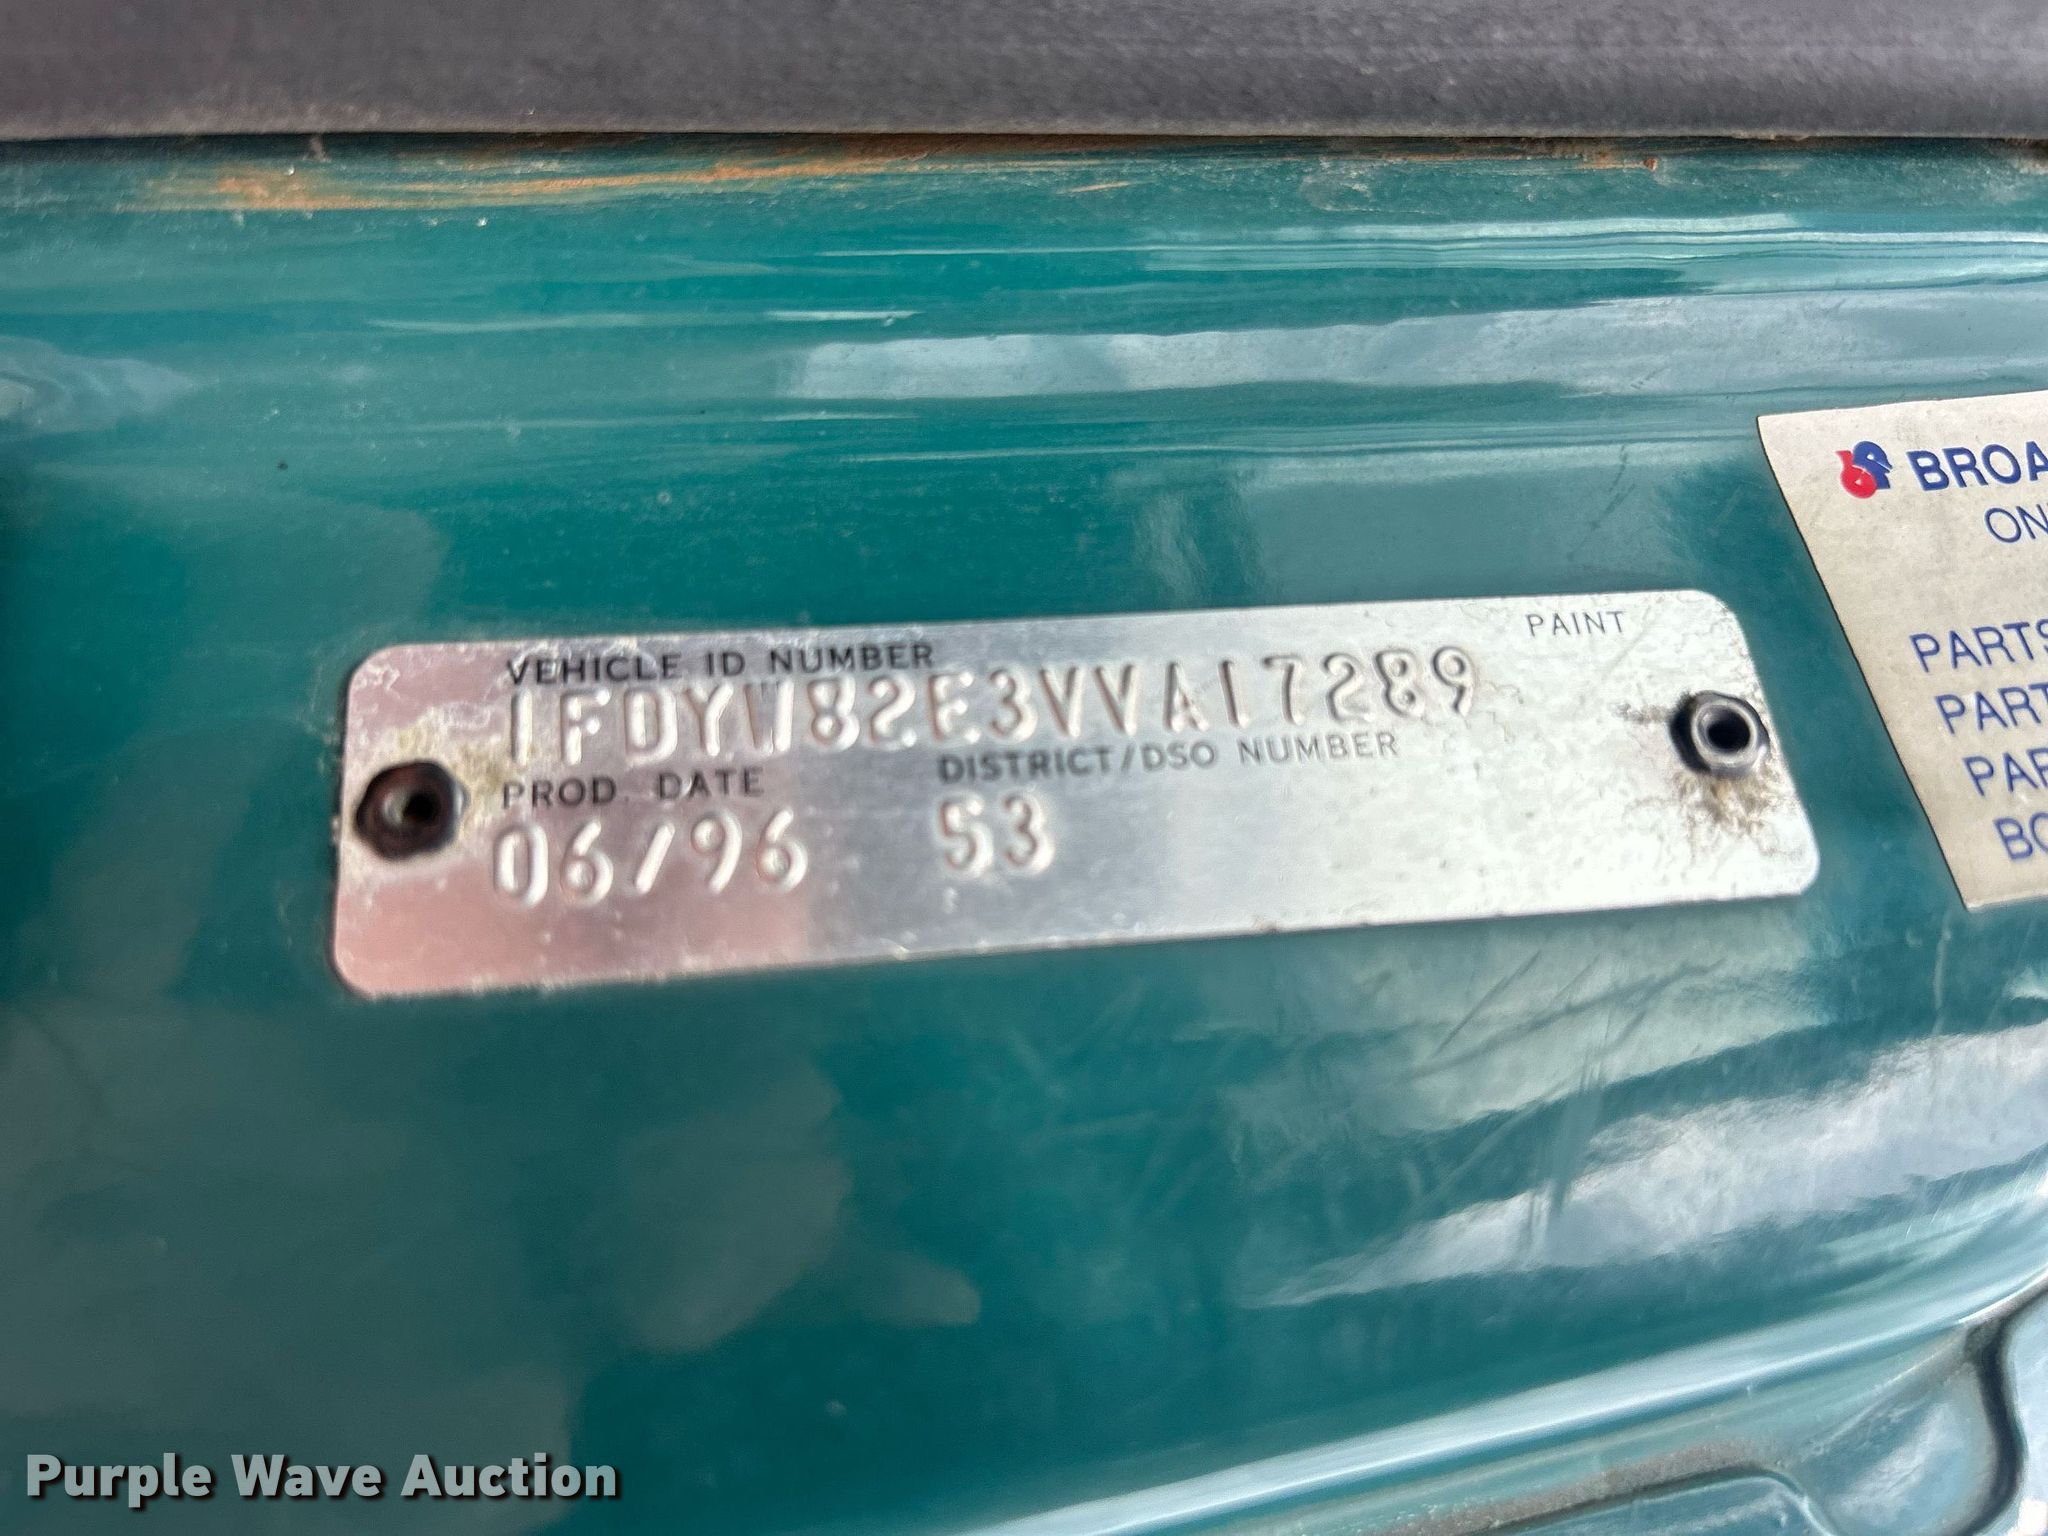 VEHICLE ID NUMBER
PAINT
1FDYW82E3VVA17289
PROD. DATE
DISTRICT/DSO NUMBER
06/96
53
BROA
ON
PARTS
PART
PAR
BO
Purple Wave Auction